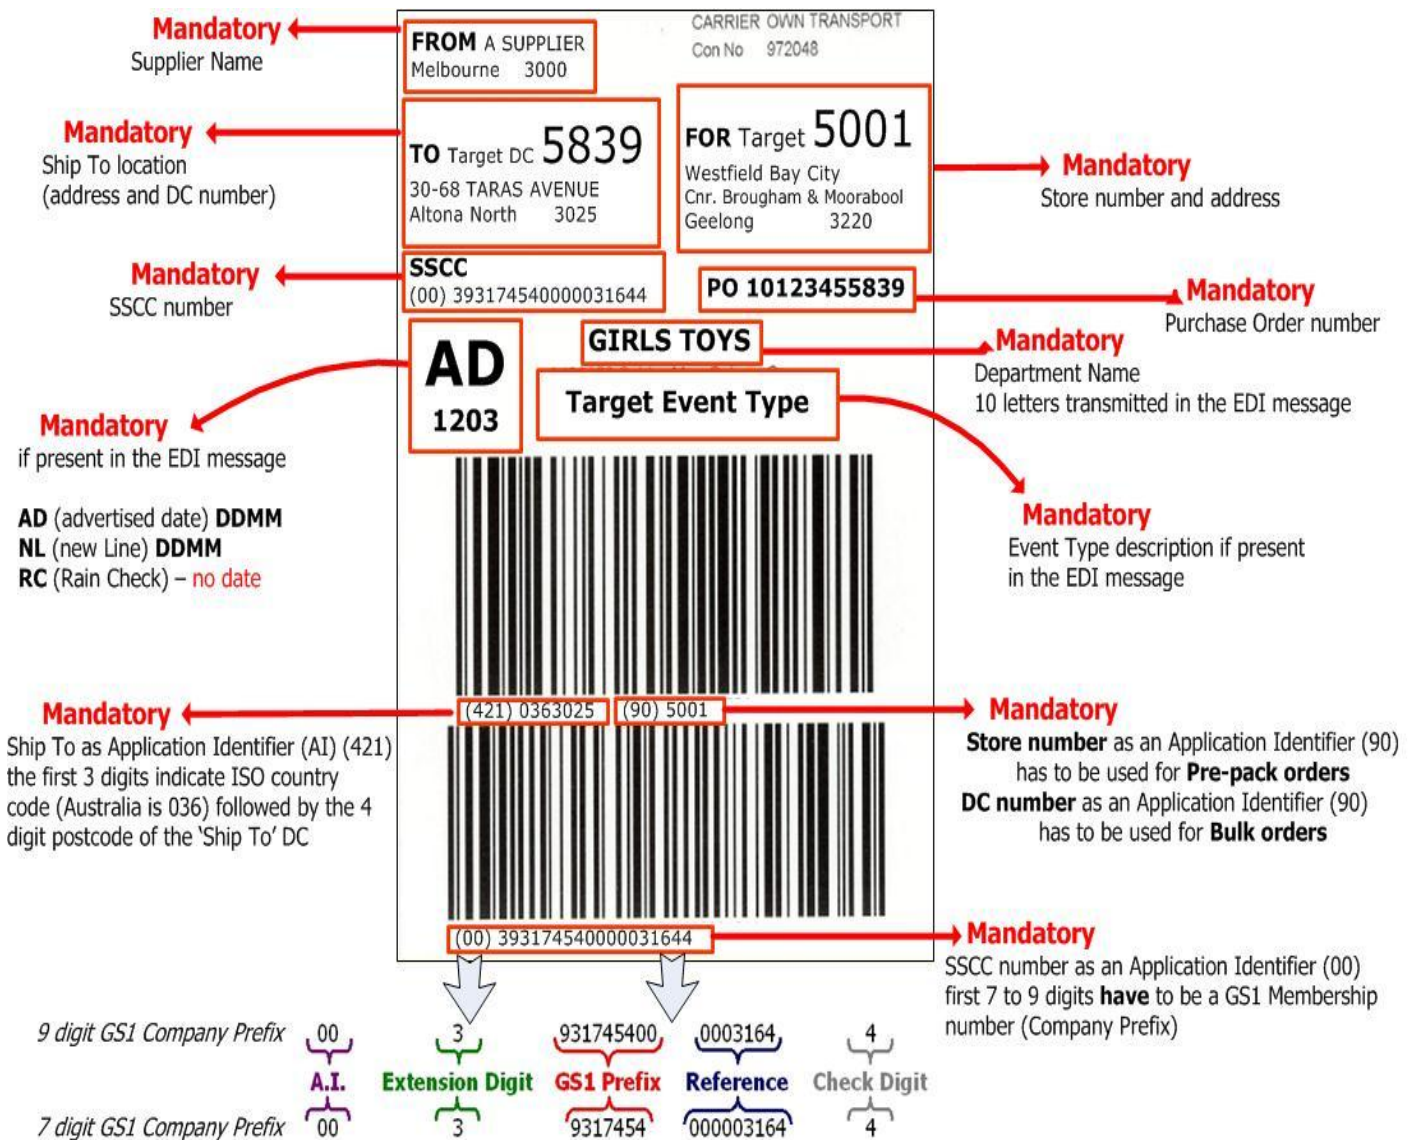 CARRIER OWN TRANSPORT
Con No 972048
Mandatory
Supplier Name
FROM A SUPPLIER
Melbourne 3000
Mandatory
Ship To location
(address and DC number)
TO Target DC 5839
30-68 TARAS AVENUE
Altona North 3025
FOR Target 5001
Westfield Bay City
Cnr. Brougham & Moorabool
Geelong 3220
Mandatory
Store number and address
Mandatory
SSCC number
SSCC
(00) 393174540000031644
PO 10123455839
Mandatory
Purchase Order number
GIRLS TOYS
Mandatory
Department Name
10 letters transmitted in the EDI message
AD
1203
Target Event Type
Mandatory
if present in the EDI message
AD (advertised date) DDMM
NL (new Line) DDMM
RC (Rain Check) – no date
Mandatory
Event Type description if present
in the EDI message
(421) 0363025 (90) 5001
Mandatory
Ship To as Application Identifier (AI) (421)
the first 3 digits indicate ISO country
code (Australia is 036) followed by the 4
digit postcode of the ‘Ship To’ DC
Mandatory
Store number as an Application Identifier (90)
has to be used for Pre-pack orders
DC number as an Application Identifier (90)
has to be used for Bulk orders
(00) 393174540000031644
Mandatory
SSCC number as an Application Identifier (00)
first 7 to 9 digits have to be a GS1 Membership
number (Company Prefix)
9 digit GS1 Company Prefix 00 3 931745400 0003164 4
A.I. Extension Digit GS1 Prefix Reference Check Digit
7 digit GS1 Company Prefix 00 3 9317454 000003164 4